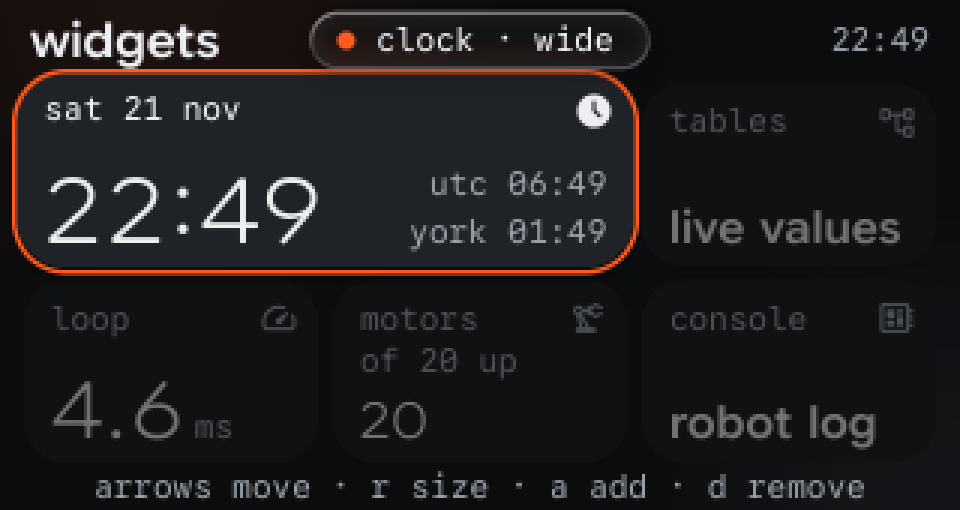 widgets
clock · wide
22:49
sat 21 nov
22:49
utc 06:49
york 01:49
tables
live values
loop
4.6 ms
motors
of 20 up
20
console
robot log
arrows move · r size · a add · d remove